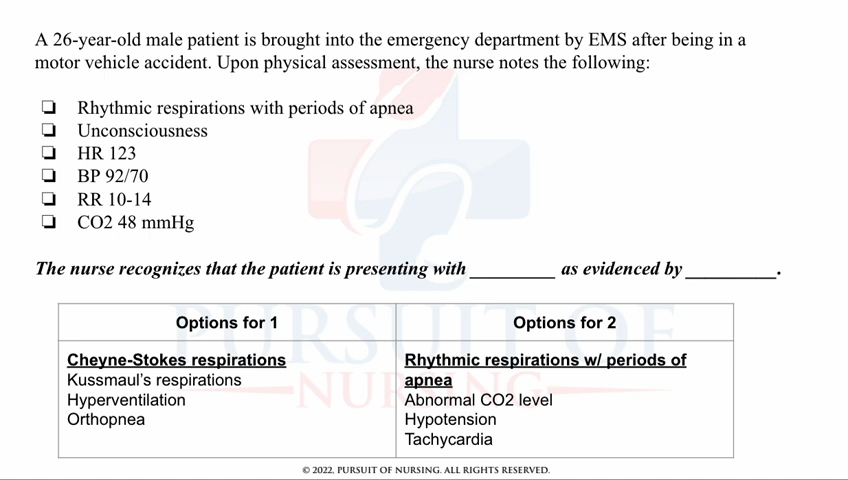 A 26-year-old male patient is brought into the emergency department by EMS after being in a
motor vehicle accident. Upon physical assessment, the nurse notes the following:
Rhythmic respirations with periods of apnea
Unconsciousness
HR 123
BP 92/70
RR 10-14
CO2 48 mmHg
The nurse recognizes that the patient is presenting with _________ as evidenced by __________.
Options for 1
Options for 2
Cheyne-Stokes respirations
Kussmaul's respirations
Hyperventilation
Orthopnea
Rhythmic respirations w/ periods of
apnea
Abnormal CO2 level
Hypotension
Tachycardia
PURSUIT OF
NURSING
© 2022, PURSUIT OF NURSING. ALL RIGHTS RESERVED.